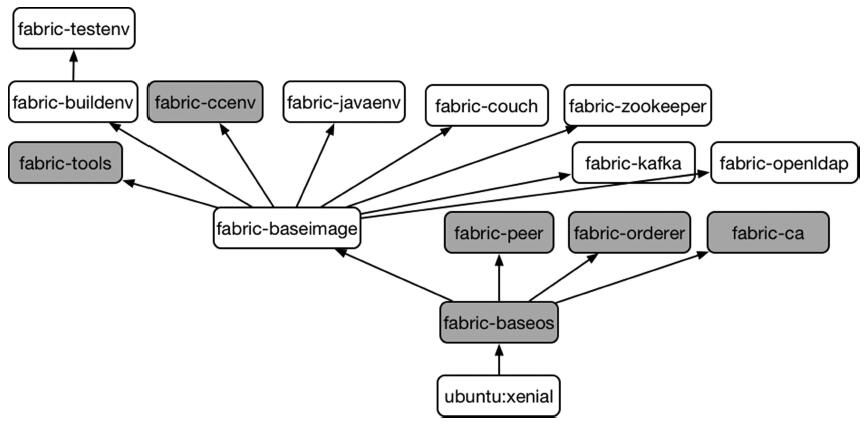 fabric-testenv
fabric-buildenv
fabric-ccenv
fabric-javaenv
fabric-couch
fabric-zookeeper
fabric-tools
fabric-kafka
fabric-openldap
fabric-baseimage
fabric-peer
fabric-orderer
fabric-ca
fabric-baseos
ubuntu:xenial